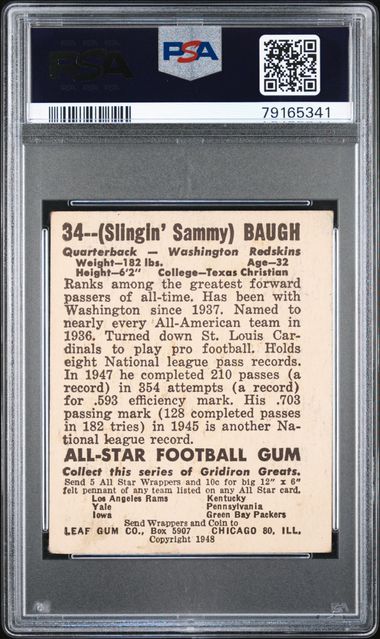 PSA
PSA
79165341
34--(Slingin' Sammy) BAUGH
Quarterback — Washington Redskins
Weight—182 lbs. Age—32
Height—6'2" College—Texas Christian
Ranks among the greatest forward
passers of all-time. Has been with
Washington since 1937. Named to
nearly every All-American team in
1936. Turned down St. Louis Car-
dinals to play pro football. Holds
eight National league pass records.
In 1947 he completed 210 passes (a
record) in 354 attempts (a record)
for .593 efficiency mark. His .703
passing mark (128 completed passes
in 182 tries) in 1945 is another Na-
tional league record.
ALL-STAR FOOTBALL GUM
Collect this series of Gridiron Greats.
Send 5 All Star Wrappers and 10c for big 12" x 6"
felt pennant of any team listed on any All Star card.
Los Angeles Rams Kentucky
Yale Pennsylvania
Iowa Green Bay Packers
Send Wrappers and Coin to
LEAF GUM CO., Box 5907 CHICAGO 80, ILL.
Copyright 1948